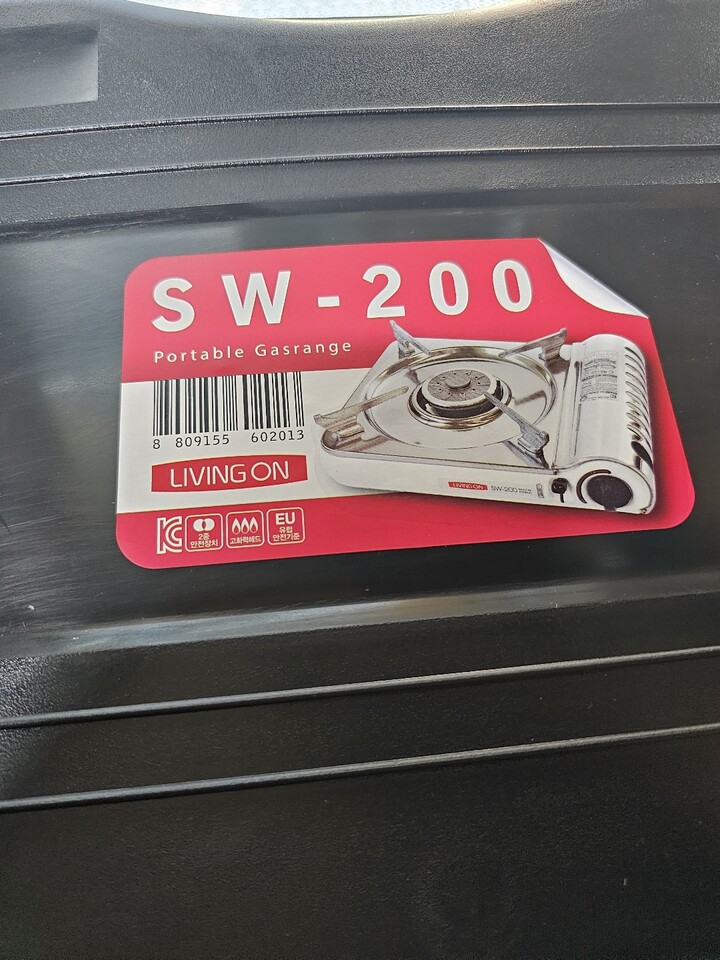 SW-200
Portable Gasrange
8 809155 602013
LIVING ON
LIVING ON SW-200
KC
2중
안전장치
고화력헤드
EU
유럽
안전기준